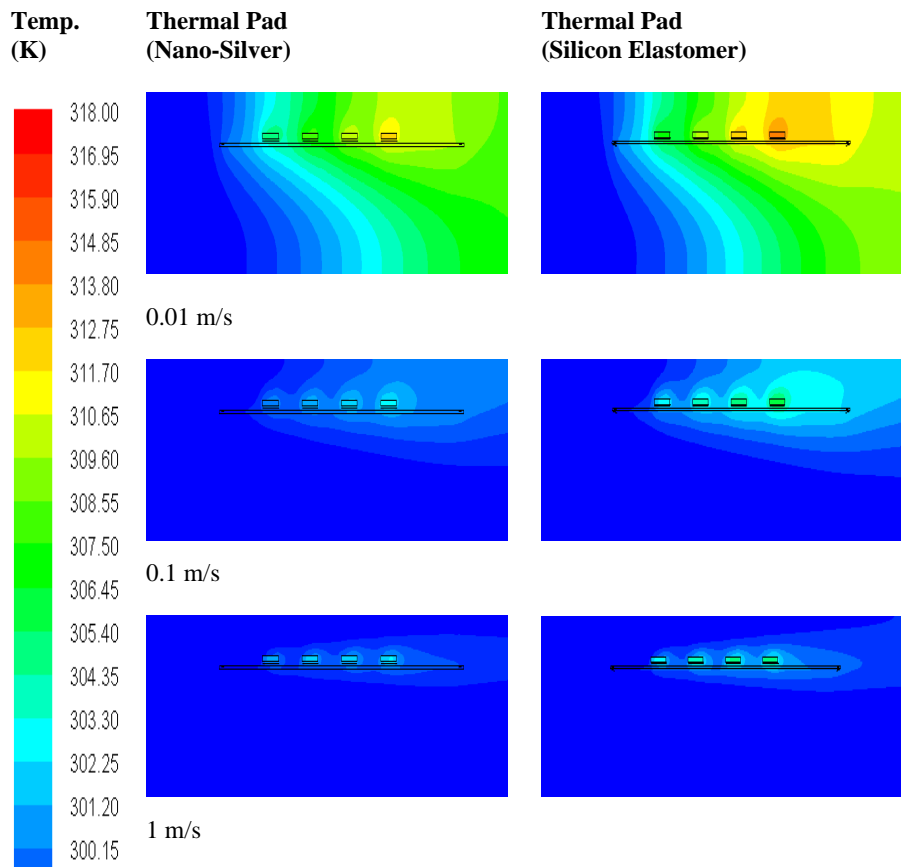 Temp.
(K)
Thermal Pad
(Nano-Silver)
Thermal Pad
(Silicon Elastomer)
318.00
316.95
315.90
314.85
313.80
312.75
311.70
310.65
309.60
308.55
307.50
306.45
305.40
304.35
303.30
302.25
301.20
300.15
0.01 m/s
0.1 m/s
1 m/s